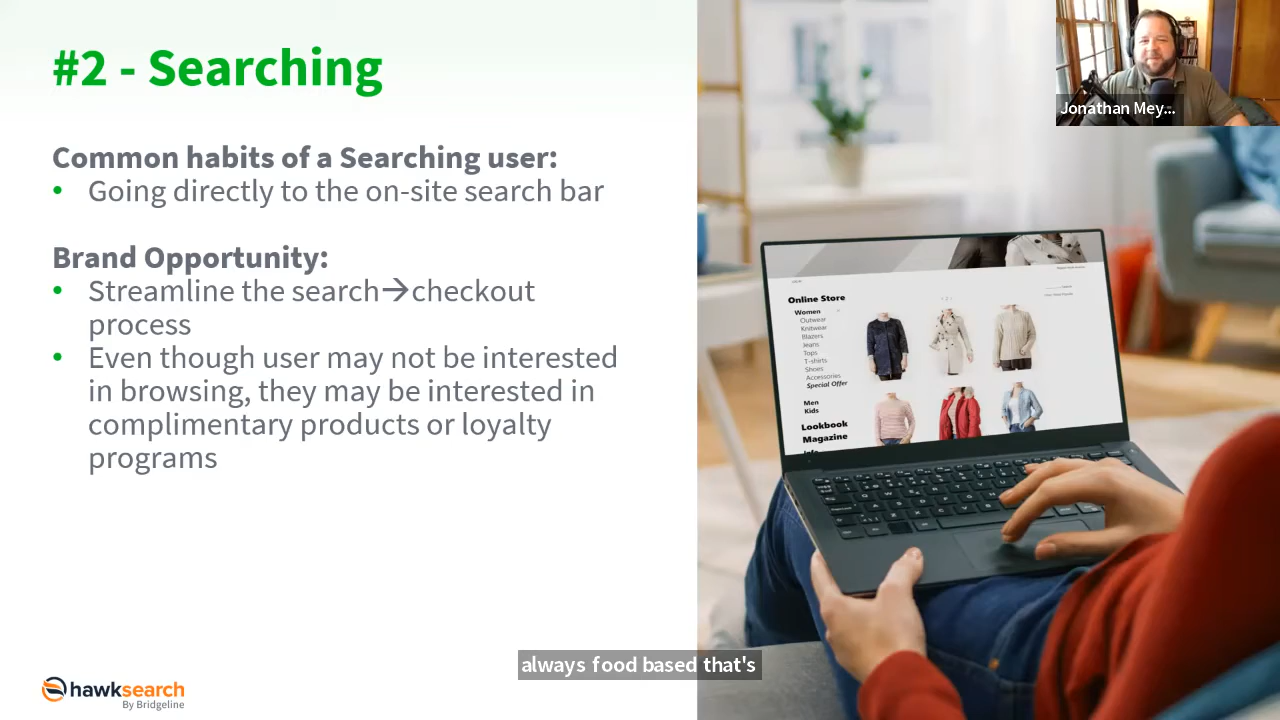 #2 - Searching
Jonathan Mey...
Common habits of a Searching user:
• Going directly to the on-site search bar
Brand Opportunity:
• Streamline the search→checkout
process
• Even though user may not be interested
in browsing, they may be interested in
complimentary products or loyalty
programs
Online Store
Women
Outwear
Knitwear
Blazers
Jeans
Tops
T-shirts
Shoes
Accessories
Special Offer
Men
Kids
Lookbook
Magazine
always food based that's
hawksearch
By Bridgeline